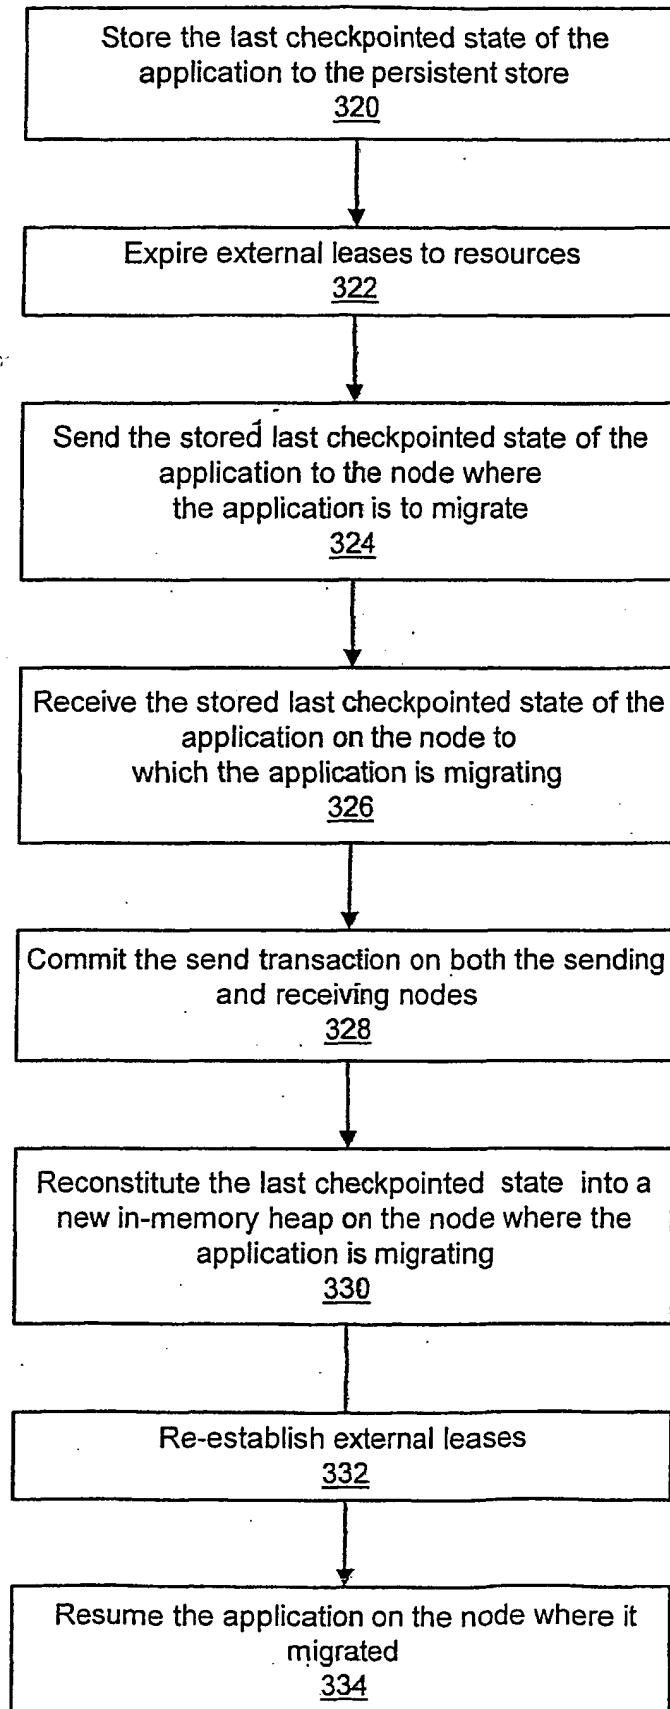 Store the last checkpointed state of the
application to the persistent store
320
Expire external leases to resources
322
Send the stored last checkpointed state of the
application to the node where
the application is to migrate
324
Receive the stored last checkpointed state of the
application on the node to
which the application is migrating
326
Commit the send transaction on both the sending
and receiving nodes
328
Reconstitute the last checkpointed state into a
new in-memory heap on the node where the
application is migrating
330
Re-establish external leases
332
Resume the application on the node where it
migrated
334